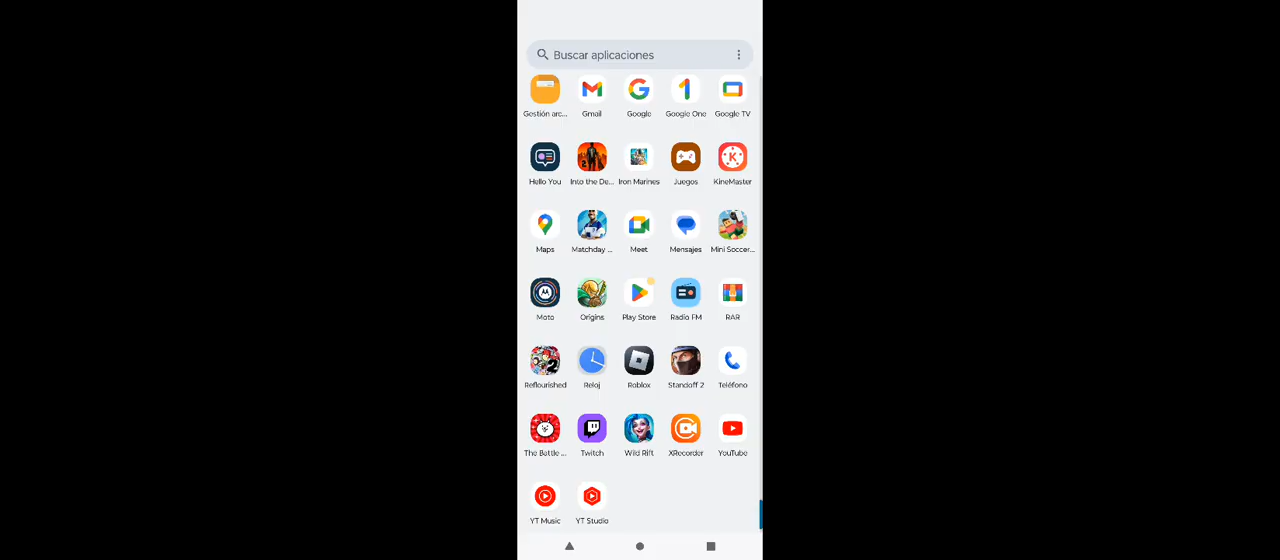 Buscar aplicaciones
Gestión arc... Gmail Google Google One Google TV
Hello You Into the De... Iron Marines Juegos KineMaster
Maps Matchday ... Meet Mensajes Mini Soccer...
Moto Origins Play Store Radio FM RAR
Reflourished Reloj Roblox Standoff 2 Teléfono
The Battle ... Twitch Wild Rift XRecorder YouTube
YT Music YT Studio